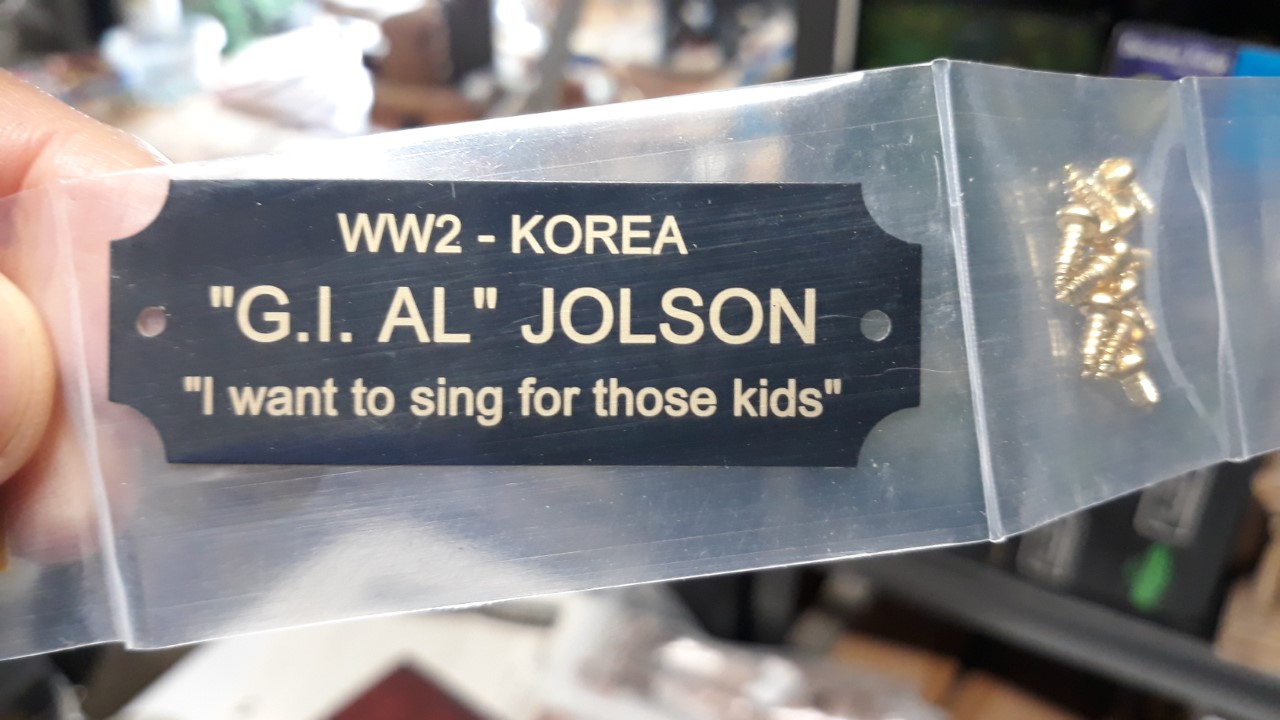 WW2 - KOREA
"G.I. AL" JOLSON
"I want to sing for those kids"